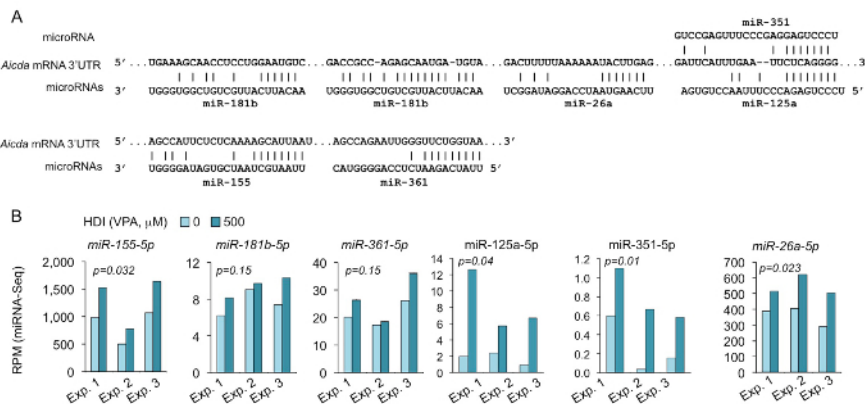 A
miR-351
microRNA GUCCGAGUUUCCCGAGGAGUCCCU
Aicda mRNA 3'UTR 5' ...UGAAAGCAACCUCCUGGAAUGUC...GACCGCC-AGAGCAAUGA-UGUA...GACUUUUUAAAAAAUACUUGAG...GAUUCAUUUGAA--UUCUCAGGGG...3'
microRNAs 3' UGGGUGGCUGUCGUUACUUACAA UGGGUGGCUGUCGUUACUUACAA UCGGAUAGGACCUAAUGAACUU AGUGUCCAAUUUCCCAGAGUCCCU 5'
miR-181b miR-181b miR-26a miR-125a
Aicda mRNA 3'UTR 5' ...AGCCAUUCUCUCAAAAGCAUUAAU...AGCCAGAAUUGGGUUCUGGUAA...3'
microRNAs 3' UGGGGAUAGUGCUAAUCGUAAUU CAUGGGGACCUCUAAGACUAUU 5'
miR-155 miR-361
B
HDI (VPA, µM) 0 500
miR-155-5p miR-181b-5p miR-361-5p miR-125a-5p miR-351-5p miR-26a-5p
p=0.032 p=0.15 p=0.15 p=0.04 p=0.01 p=0.023
RPM (miRNA-Seq)
2,000
1,500
1,000
500
0
12
8
4
0
40
30
20
10
0
14
12
10
8
6
4
2
0
1.2
1.0
0.8
0.6
0.4
0.2
0.0
700
600
500
400
300
200
100
0
Exp. 1 Exp. 2 Exp. 3 Exp. 1 Exp. 2 Exp. 3 Exp. 1 Exp. 2 Exp. 3 Exp. 1 Exp. 2 Exp. 3 Exp. 1 Exp. 2 Exp. 3 Exp. 1 Exp. 2 Exp. 3